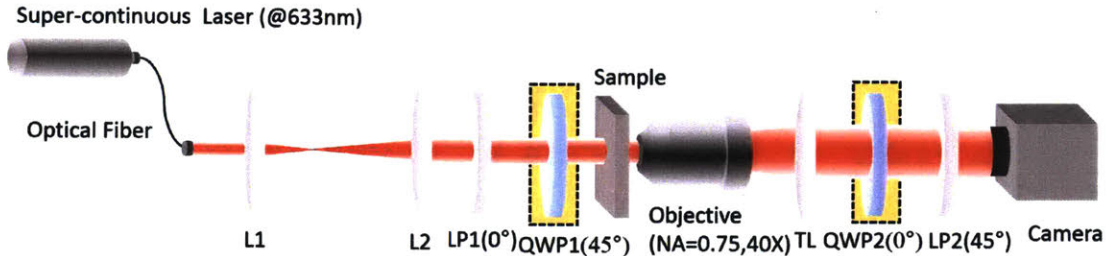 Super-continuous Laser (@633nm)
Sample
Optical Fiber
L1
L2
LP1(0°)
QWP1(45°)
Objective
(NA=0.75,40X)
TL
QWP2(0°)
LP2(45°)
Camera